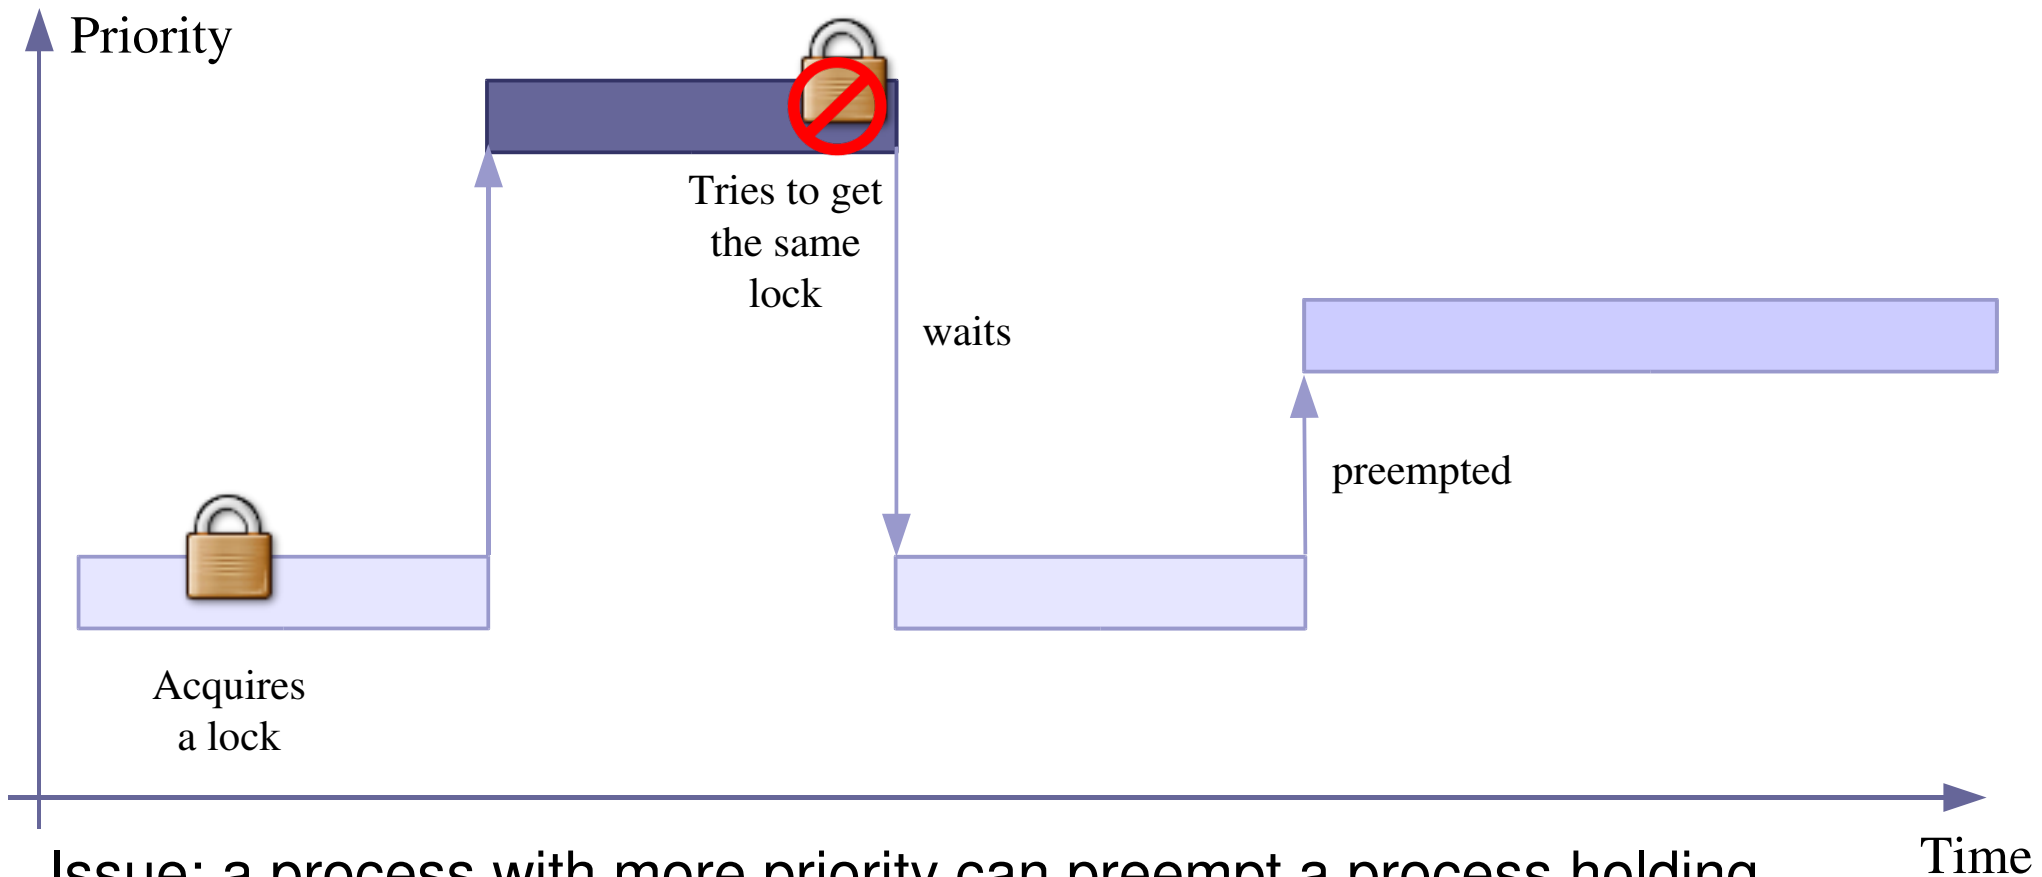 Priority
Tries to get
the same
lock
waits
preempted
Acquires
a lock
Time
Issue: a process with more priority can preempt a process holding